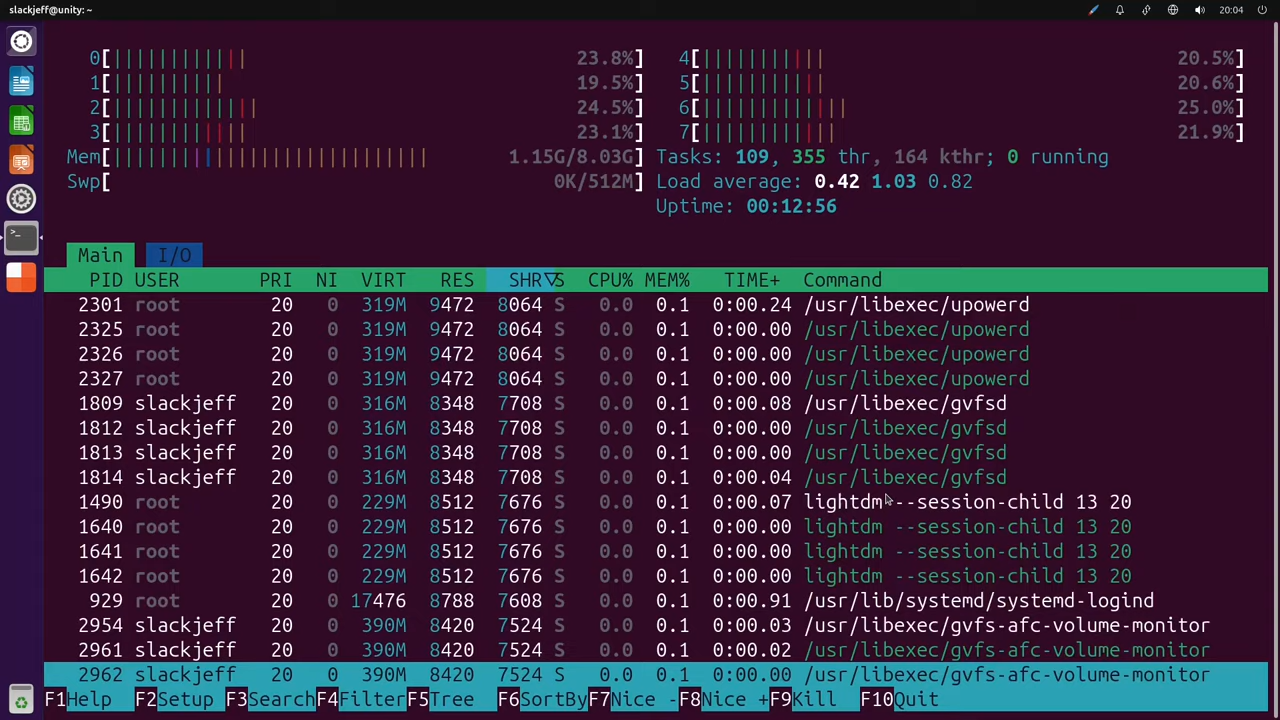 slackjeff@unity: ~ 20:04
0[|||||||||||||| 23.8%] 4[||||||||||||| 20.5%]
1[||||||||||| 19.5%] 5[||||||||||||| 20.6%]
2[||||||||||||||| 24.5%] 6[|||||||||||||||| 25.0%]
3[|||||||||||||| 23.1%] 7[|||||||||||||| 21.9%]
Mem[|||||||||||||||||||||||||||| 1.15G/8.03G] Tasks: 109, 355 thr, 164 kthr; 0 running
Swp[ 0K/512M] Load average: 0.42 1.03 0.82
Uptime: 00:12:56
Main I/O
PID USER PRI NI VIRT RES SHR▽S CPU% MEM% TIME+ Command
2301 root 20 0 319M 9472 8064 S 0.0 0.1 0:00.24 /usr/libexec/upowerd
2325 root 20 0 319M 9472 8064 S 0.0 0.1 0:00.00 /usr/libexec/upowerd
2326 root 20 0 319M 9472 8064 S 0.0 0.1 0:00.00 /usr/libexec/upowerd
2327 root 20 0 319M 9472 8064 S 0.0 0.1 0:00.00 /usr/libexec/upowerd
1809 slackjeff 20 0 316M 8348 7708 S 0.0 0.1 0:00.08 /usr/libexec/gvfsd
1812 slackjeff 20 0 316M 8348 7708 S 0.0 0.1 0:00.00 /usr/libexec/gvfsd
1813 slackjeff 20 0 316M 8348 7708 S 0.0 0.1 0:00.00 /usr/libexec/gvfsd
1814 slackjeff 20 0 316M 8348 7708 S 0.0 0.1 0:00.04 /usr/libexec/gvfsd
1490 root 20 0 229M 8512 7676 S 0.0 0.1 0:00.07 lightdm --session-child 13 20
1640 root 20 0 229M 8512 7676 S 0.0 0.1 0:00.00 lightdm --session-child 13 20
1641 root 20 0 229M 8512 7676 S 0.0 0.1 0:00.00 lightdm --session-child 13 20
1642 root 20 0 229M 8512 7676 S 0.0 0.1 0:00.00 lightdm --session-child 13 20
929 root 20 0 17476 8788 7608 S 0.0 0.1 0:00.91 /usr/lib/systemd/systemd-logind
2954 slackjeff 20 0 390M 8420 7524 S 0.0 0.1 0:00.03 /usr/libexec/gvfs-afc-volume-monitor
2961 slackjeff 20 0 390M 8420 7524 S 0.0 0.1 0:00.00 /usr/libexec/gvfs-afc-volume-monitor
2962 slackjeff 20 0 390M 8420 7524 S 0.0 0.1 0:00.00 /usr/libexec/gvfs-afc-volume-monitor
F1Help F2Setup F3SearchF4FilterF5Tree F6SortByF7Nice -F8Nice +F9Kill F10Quit